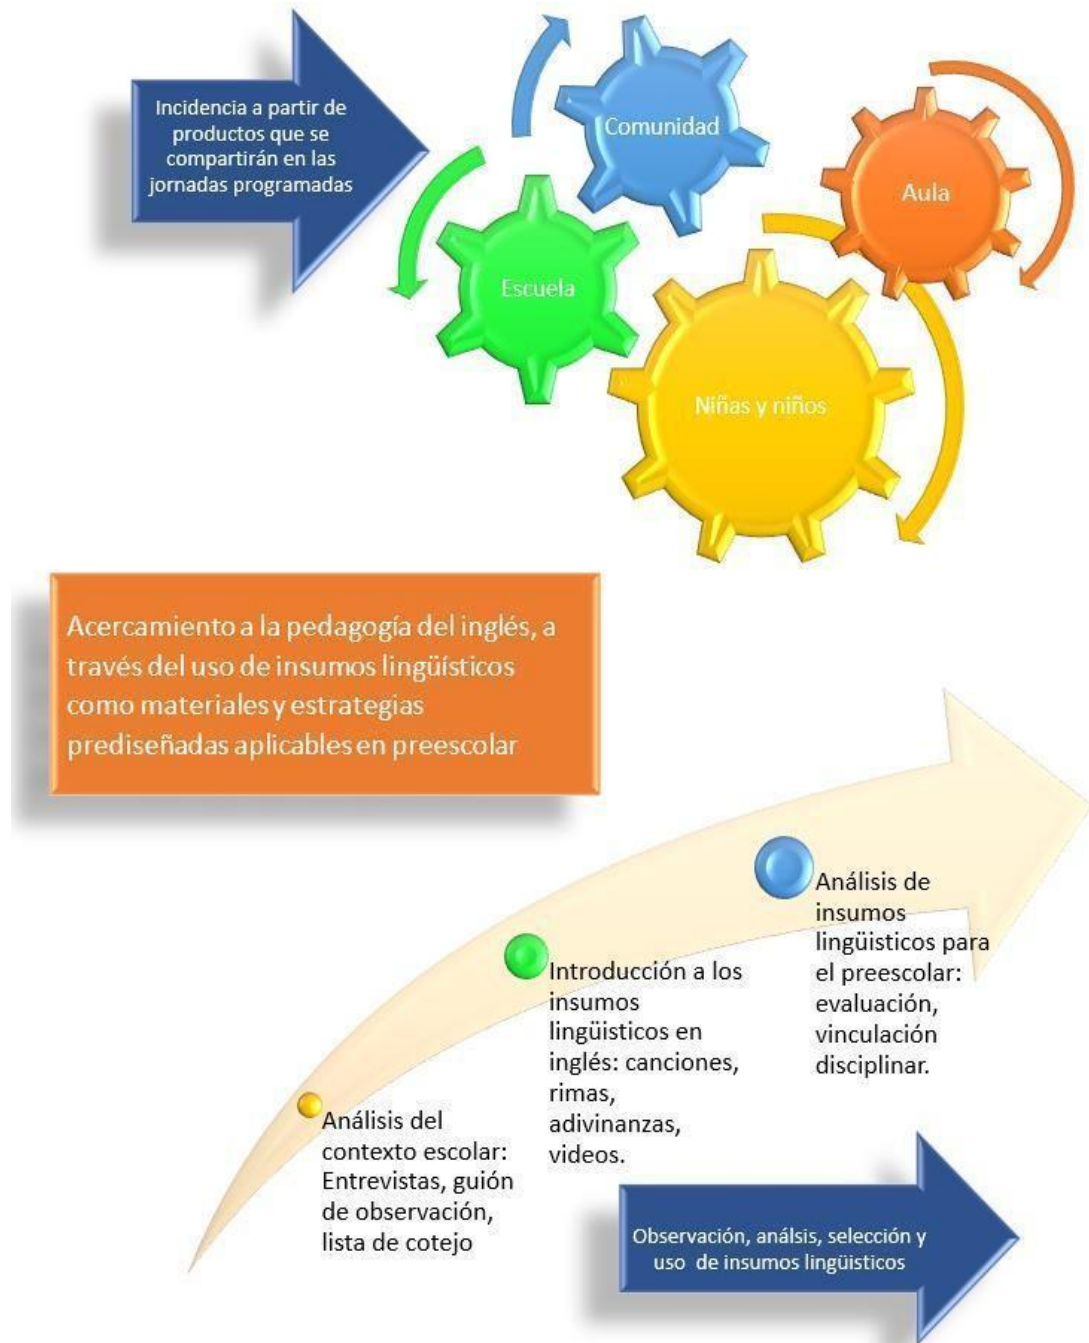 Incidencia a partir de
productos que se
compartirán en las
jornadas programadas
Comunidad
Aula
Escuela
Niñas y niños
Acercamiento a la pedagogía del inglés, a
través del uso de insumos lingüísticos
como materiales y estrategias
prediseñadas aplicables en preescolar
Análisis del
contexto escolar:
Entrevistas, guión
de observación,
lista de cotejo
Introducción a los
insumos
lingüisticos en
inglés: canciones,
rimas,
adivinanzas,
videos.
Análisis de
insumos
lingüisticos para
el preescolar:
evaluación,
vinculación
disciplinar.
Observación, análsis, selección y
uso de insumos lingüisticos